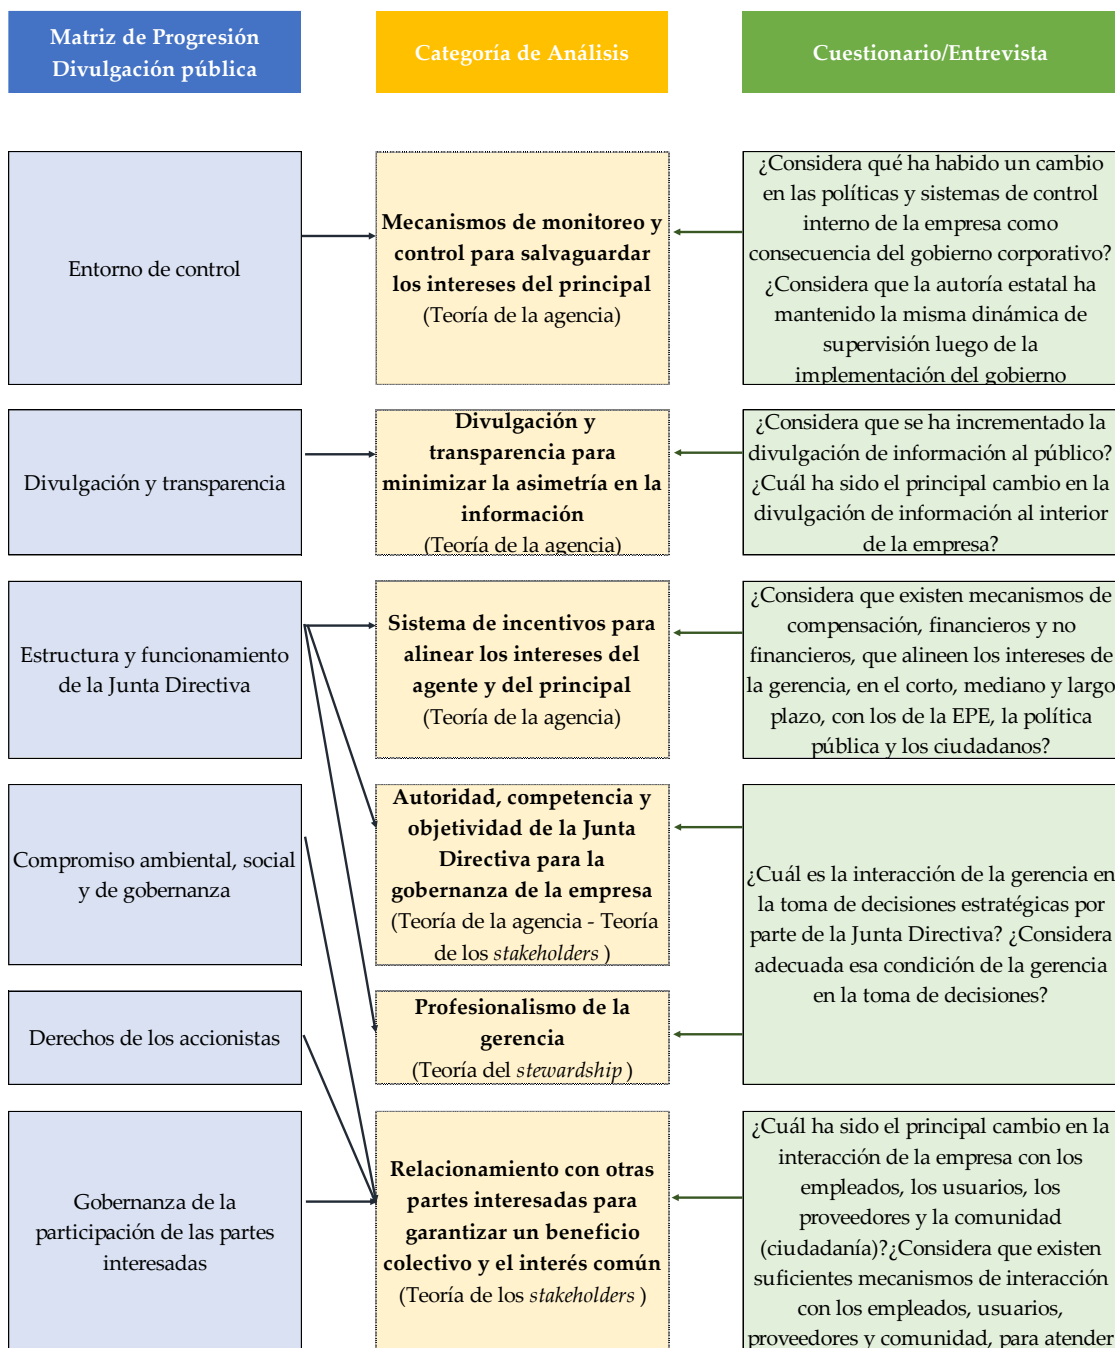 Matriz de Progresión
Divulgación pública
Categoría de Análisis
Cuestionario/Entrevista
Entorno de control
Mecanismos de monitoreo y
control para salvaguardar
los intereses del principal
(Teoría de la agencia)
¿Considera qué ha habido un cambio
en las políticas y sistemas de control
interno de la empresa como
consecuencia del gobierno corporativo?
¿Considera que la autoría estatal ha
mantenido la misma dinámica de
supervisión luego de la
implementación del gobierno
Divulgación y transparencia
Divulgación y
transparencia para
minimizar la asimetría en la
información
(Teoría de la agencia)
¿Considera que se ha incrementado la
divulgación de información al público?
¿Cuál ha sido el principal cambio en la
divulgación de información al interior
de la empresa?
Estructura y funcionamiento
de la Junta Directiva
Sistema de incentivos para
alinear los intereses del
agente y del principal
(Teoría de la agencia)
¿Considera que existen mecanismos de
compensación, financieros y no
financieros, que alineen los intereses de
la gerencia, en el corto, mediano y largo
plazo, con los de la EPE, la política
pública y los ciudadanos?
Compromiso ambiental, social
y de gobernanza
Autoridad, competencia y
objetividad de la Junta
Directiva para la
gobernanza de la empresa
(Teoría de la agencia - Teoría
de los stakeholders )
¿Cuál es la interacción de la gerencia en
la toma de decisiones estratégicas por
parte de la Junta Directiva? ¿Considera
adecuada esa condición de la gerencia
en la toma de decisiones?
Derechos de los accionistas
Profesionalismo de la
gerencia
(Teoría del stewardship )
Gobernanza de la
participación de las partes
interesadas
Relacionamiento con otras
partes interesadas para
garantizar un beneficio
colectivo y el interés común
(Teoría de los stakeholders )
¿Cuál ha sido el principal cambio en la
interacción de la empresa con los
empleados, los usuarios, los
proveedores y la comunidad
(ciudadanía)?¿Considera que existen
suficientes mecanismos de interacción
con los empleados, usuarios,
proveedores y comunidad, para atender